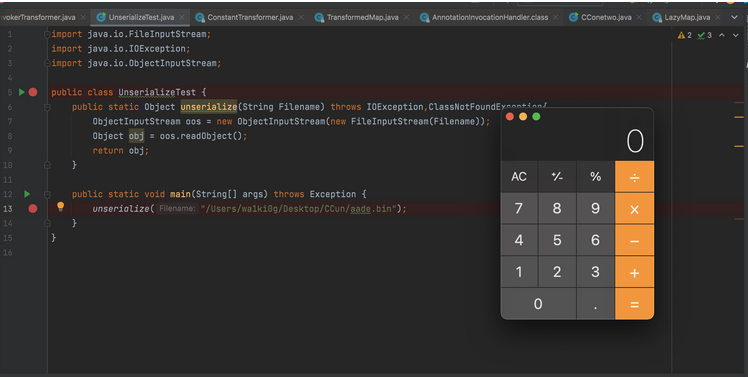 vokerTransformer.java UnserializeTest.java ConstantTransformer.java TransformedMap.java AnnotationInvocationHandler.class CConetwo.java LazyMap.java
1 import java.io.FileInputStream; 2 3
2 import java.io.IOException;
3 import java.io.ObjectInputStream;
4
5 public class UnserializeTest {
6 public static Object unserialize(String Filename) throws IOException,ClassNotFoundException{
7 ObjectInputStream oos = new ObjectInputStream(new FileInputStream(Filename));
8 Object obj = oos.readObject();
9 return obj;
10 }
11
12 public static void main(String[] args) throws Exception {
13 unserialize( Filename: "/Users/wa1ki0g/Desktop/CCun/aade.bin");
14 }
15 }
16
0
AC +/- % ÷
7 8 9 ×
4 5 6 −
1 2 3 +
0 . =